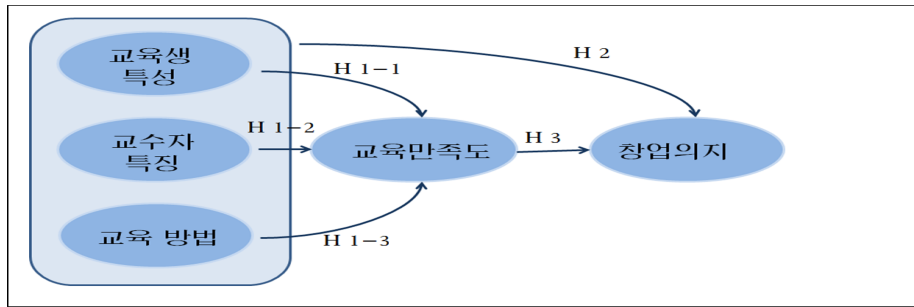 교육생
특성
H 1-1
H 2
교수자
특징
H 1-2
교육만족도
H 3
창업의지
교육 방법
H 1-3